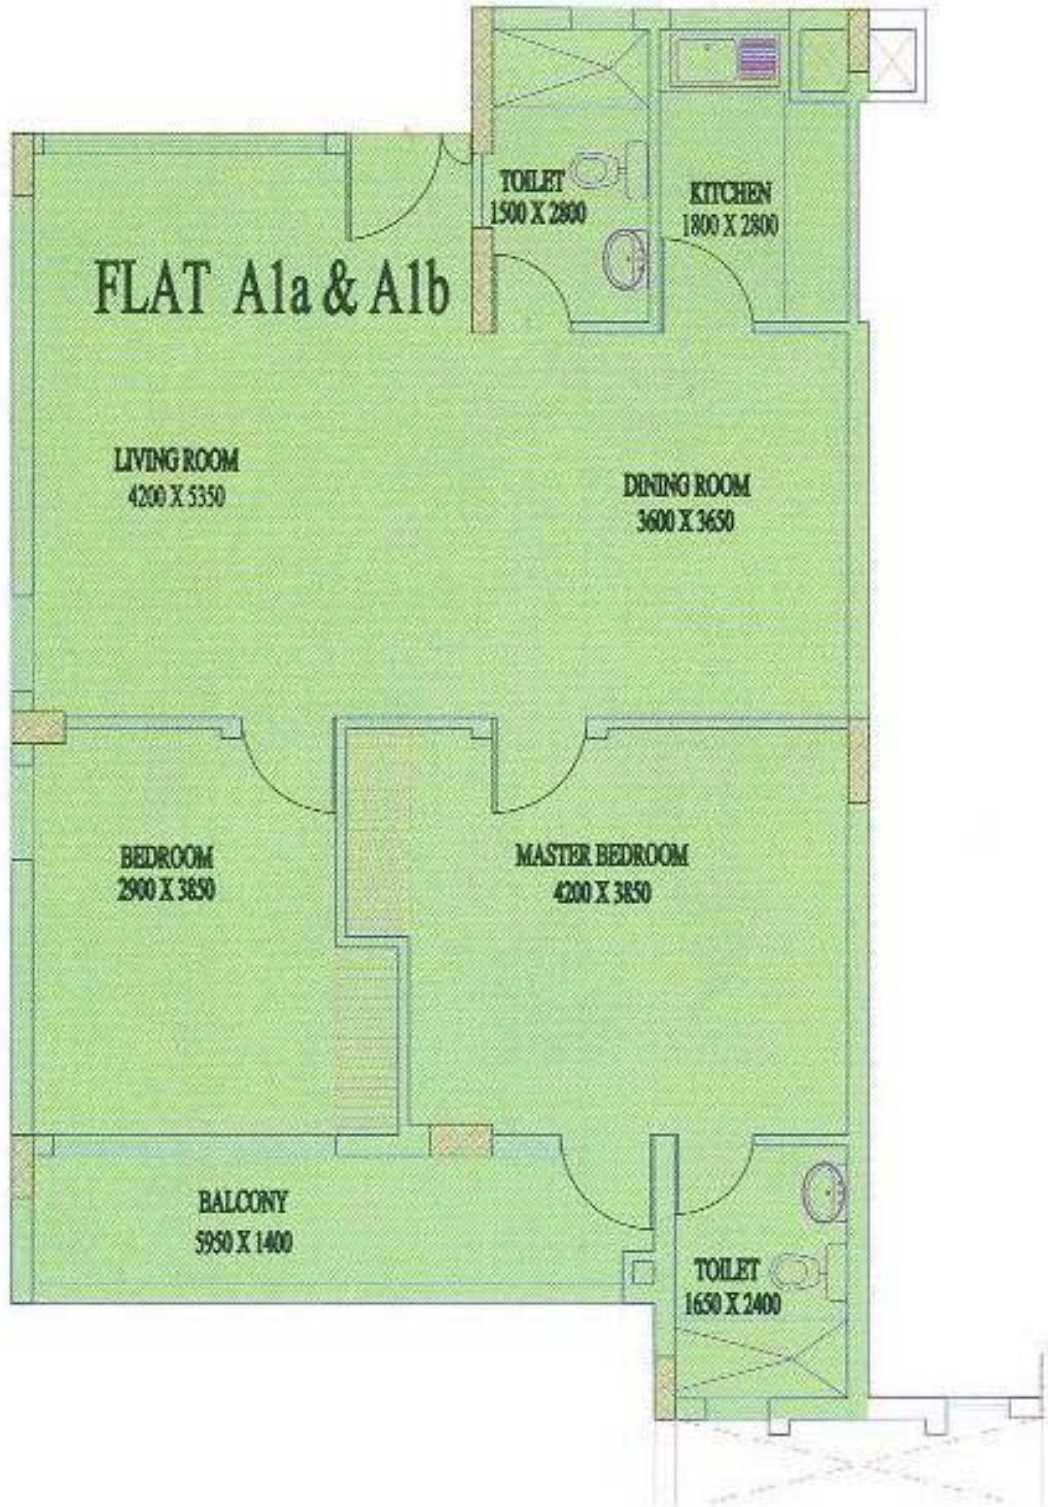 TOILET
1500 X 2800
KITCHEN
1800 X 2800
FLAT A1a & A1b
LIVING ROOM
4200 X 5350
DINING ROOM
3600 X 3650
BEDROOM
2900 X 3850
MASTER BEDROOM
4200 X 3850
BALCONY
5950 X 1400
TOILET
1650 X 2400